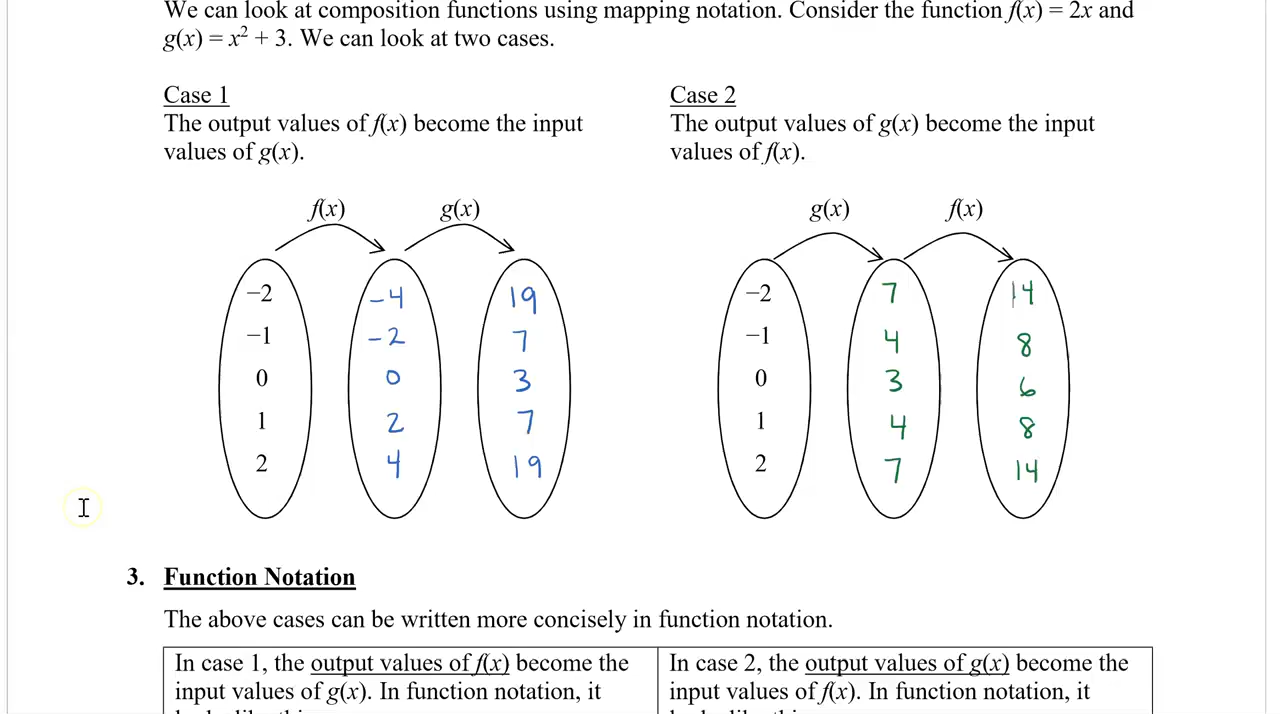 We can look at composition functions using mapping notation. Consider the function f(x) = 2x and
g(x) = x² + 3. We can look at two cases.
Case 1
The output values of f(x) become the input
values of g(x).
f(x) g(x)
−2 -4 19
−1 -2 7
0 0 3
1 2 7
2 4 19
Case 2
The output values of g(x) become the input
values of f(x).
g(x) f(x)
−2 7 14
−1 4 8
0 3 6
1 4 8
2 7 14
3. Function Notation
The above cases can be written more concisely in function notation.
In case 1, the output values of f(x) become the
input values of g(x). In function notation, it
In case 2, the output values of g(x) become the
input values of f(x). In function notation, it